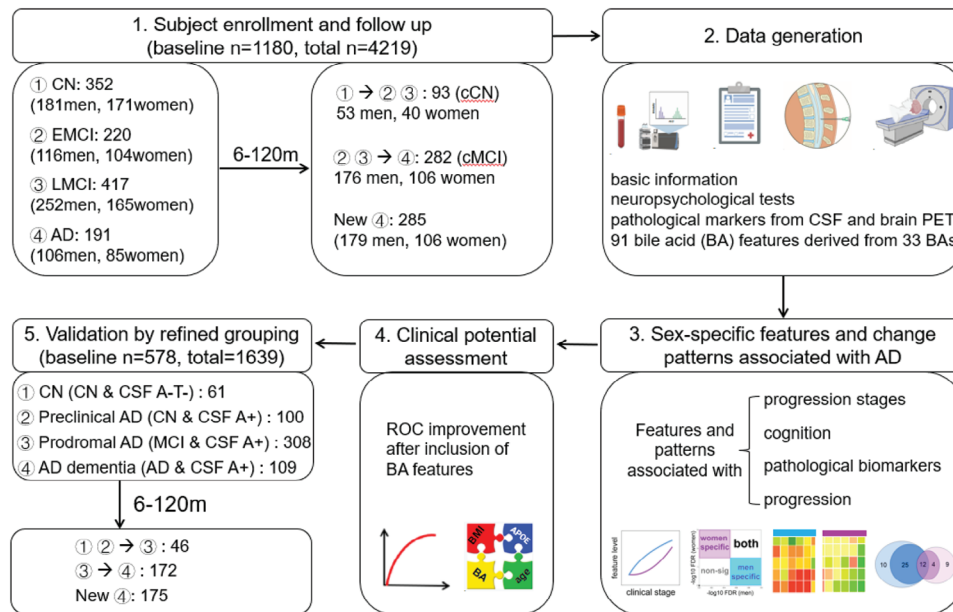 1. Subject enrollment and follow up
(baseline n=1180, total n=4219)
① CN: 352
(181men, 171women)
② EMCI: 220
(116men, 104women)
③ LMCI: 417
(252men, 165women)
④ AD: 191
(106men, 85women)
6-120m
① → ② ③ : 93 (cCN)
53 men, 40 women
② ③ → ④: 282 (cMCI)
176 men, 106 women
New ④: 285
(179 men, 106 women)
2. Data generation
basic information
neuropsychological tests
pathological markers from CSF and brain PET
91 bile acid (BA) features derived from 33 BAs
3. Sex-specific features and change
patterns associated with AD
Features and
patterns
associated with
progression stages
cognition
pathological biomarkers
progression
feature level
clinical stage
-log10 FDR (women)
women
specific
both
non-sig
men
specific
-log10 FDR (men)
10
25
12
4
9
4. Clinical potential
assessment
ROC improvement
after inclusion of
BA features
BMI
APOE
BA
age
5. Validation by refined grouping
(baseline n=578, total=1639)
① CN (CN & CSF A-T-) : 61
② Preclinical AD (CN & CSF A+) : 100
③ Prodromal AD (MCI & CSF A+) : 308
④ AD dementia (AD & CSF A+) : 109
6-120m
① ② → ③ : 46
③ → ④ : 172
New ④ : 175